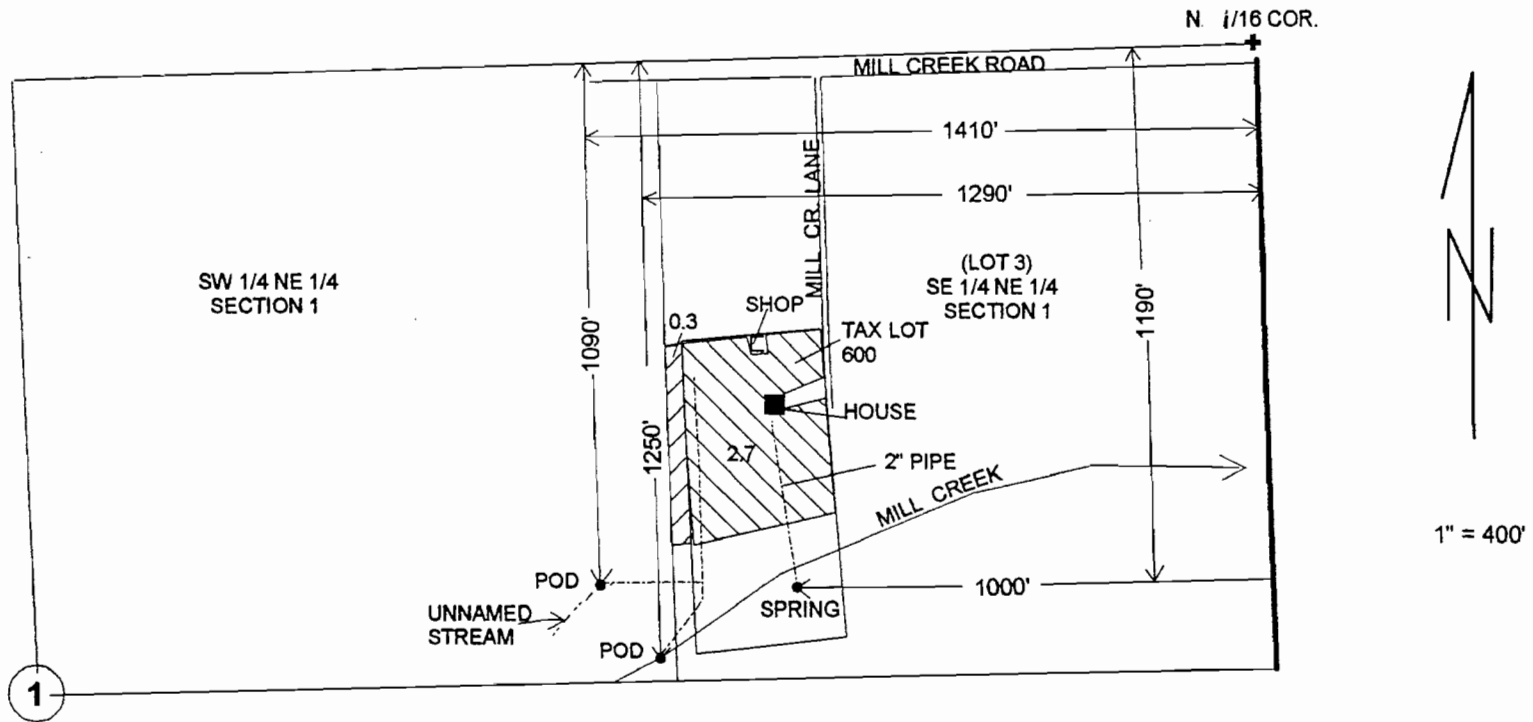 N. 1/16 COR.
MILL CREEK ROAD
1410'
MILL CR. LANE
1290'
SW 1/4 NE 1/4
SECTION 1
(LOT 3)
SE 1/4 NE 1/4
SECTION 1
1090'
1190'
N
0.3
SHOP
TAX LOT
600
HOUSE
1250'
2.7
2" PIPE
MILL CREEK
1" = 400'
POD
1000'
UNNAMED
STREAM
SPRING
POD
1